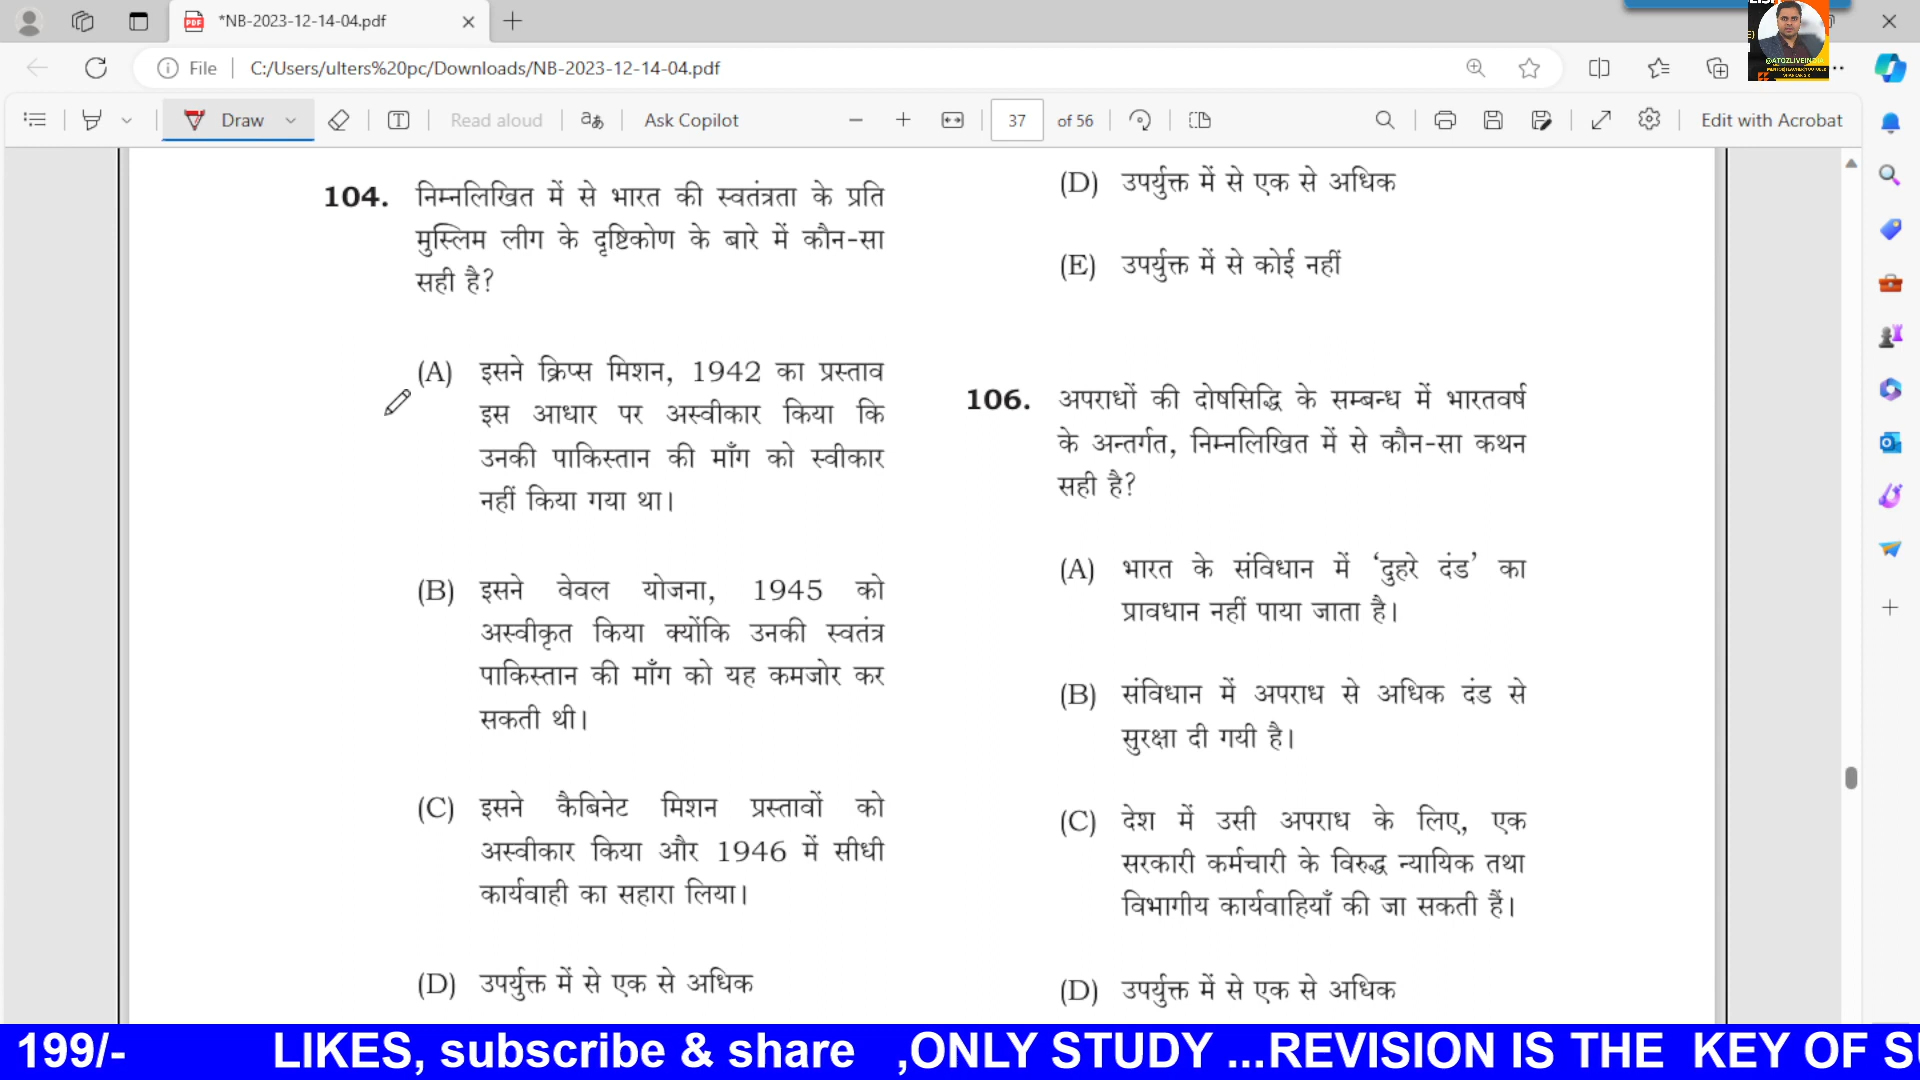 *NB-2023-12-14-04.pdf
File
C:/Users/ulters%20pc/Downloads/NB-2023-12-14-04.pdf
@ATOZLIVEINDIA
Draw
Read aloud
Ask Copilot
37
of 56
Edit with Acrobat
104. निम्नलिखित में से भारत की स्वतंत्रता के प्रति
मुस्लिम लीग के दृष्टिकोण के बारे में कौन-सा
सही है?
(A) इसने क्रिप्स मिशन, 1942 का प्रस्ताव
इस आधार पर अस्वीकार किया कि
उनकी पाकिस्तान की माँग को स्वीकार
नहीं किया गया था।
(B) इसने वेवल योजना, 1945 को
अस्वीकृत किया क्योंकि उनकी स्वतंत्र
पाकिस्तान की माँग को यह कमजोर कर
सकती थी।
(C) इसने कैबिनेट मिशन प्रस्तावों को
अस्वीकार किया और 1946 में सीधी
कार्यवाही का सहारा लिया।
(D) उपर्युक्त में से एक से अधिक
(D) उपर्युक्त में से एक से अधिक
(E) उपर्युक्त में से कोई नहीं
106. अपराधों की दोषसिद्धि के सम्बन्ध में भारतवर्ष
के अन्तर्गत, निम्नलिखित में से कौन-सा कथन
सही है?
(A) भारत के संविधान में ‘दुहरे दंड’ का
प्रावधान नहीं पाया जाता है।
(B) संविधान में अपराध से अधिक दंड से
सुरक्षा दी गयी है।
(C) देश में उसी अपराध के लिए, एक
सरकारी कर्मचारी के विरुद्ध न्यायिक तथा
विभागीय कार्यवाहियाँ की जा सकती हैं।
(D) उपर्युक्त में से एक से अधिक
199/- LIKES, subscribe & share ,ONLY STUDY ...REVISION IS THE KEY OF